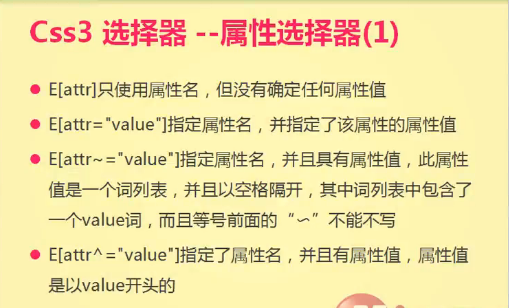 Css3 选择器 --属性选择器(1)
E[attr]只使用属性名，但没有确定任何属性值
E[attr="value"]指定属性名，并指定了该属性的属性值
E[attr~="value"]指定属性名，并且具有属性值，此属性
值是一个词列表，并且以空格隔开，其中词列表中包含了
一个value词，而且等号前面的“〜”不能不写
E[attr^="value"]指定了属性名，并且有属性值，属性值
是以value开头的